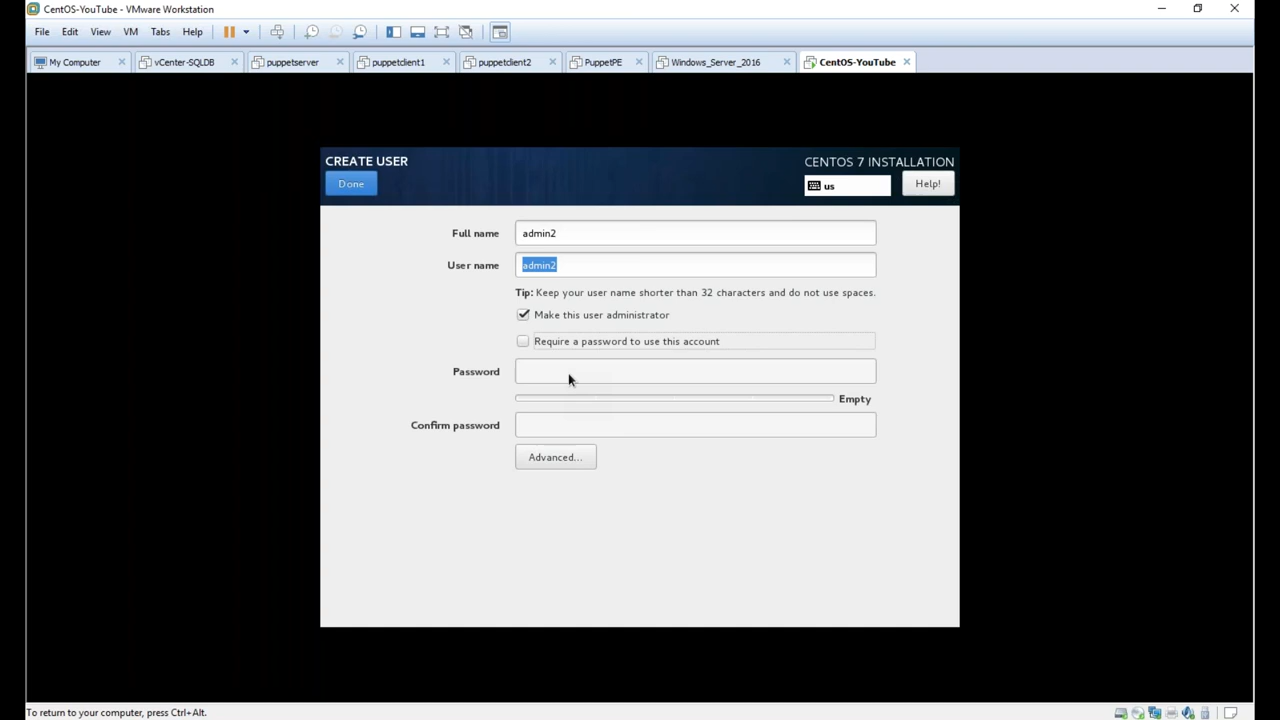 CentOS-YouTube - VMware Workstation
File Edit View VM Tabs Help
My Computer vCenter-SQLDB puppetserver puppetclient1 puppetclient2 PuppetPE Windows_Server_2016 CentOS-YouTube
CREATE USER
CENTOS 7 INSTALLATION
Done
us
Help!
Full name admin2
User name admin2
Tip: Keep your user name shorter than 32 characters and do not use spaces.
Make this user administrator
Require a password to use this account
Password
Empty
Confirm password
Advanced...
To return to your computer, press Ctrl+Alt.